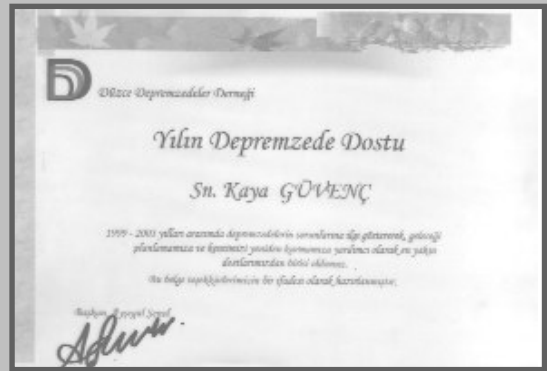 Düzce Depremzedeler Derneği
Yılın Depremzede Dostu
Sn. Kaya GÜVENÇ
1999 - 2001 yılları arasında depremzedelerin sorunlarına ilgi göstererek, geleceği
planlamamıza ve kentimizi yeniden kurmamıza yardımcı olarak en yakın
dostlarımızdan birisi oldunuz.
Bu belge teşekkürlerimizin bir ifadesi olarak hazırlanmıştır.
Başkan